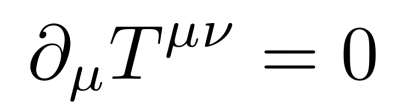 ∂_μ T^{μν} = 0